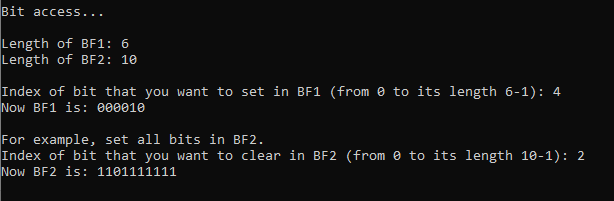 Bit access...
Length of BF1: 6
Length of BF2: 10
Index of bit that you want to set in BF1 (from 0 to its length 6-1): 4
Now BF1 is: 000010
For example, set all bits in BF2.
Index of bit that you want to clear in BF2 (from 0 to its length 10-1): 2
Now BF2 is: 1101111111